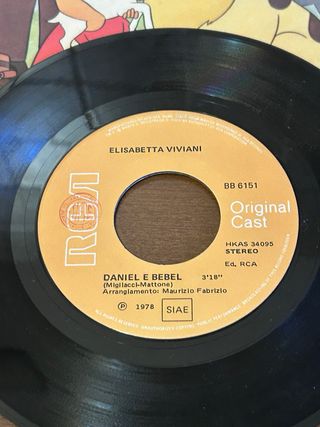 ELISABETTA VIVIANI
BB 6151
RCA
Original
Cast
HKAS 34095
STEREO
Ed. RCA
DANIEL E BEBEL 3'18"
(Migliacci-Mattone)
Arrangiamento: Maurizio Fabrizio
Ⓟ 1978 SIAE